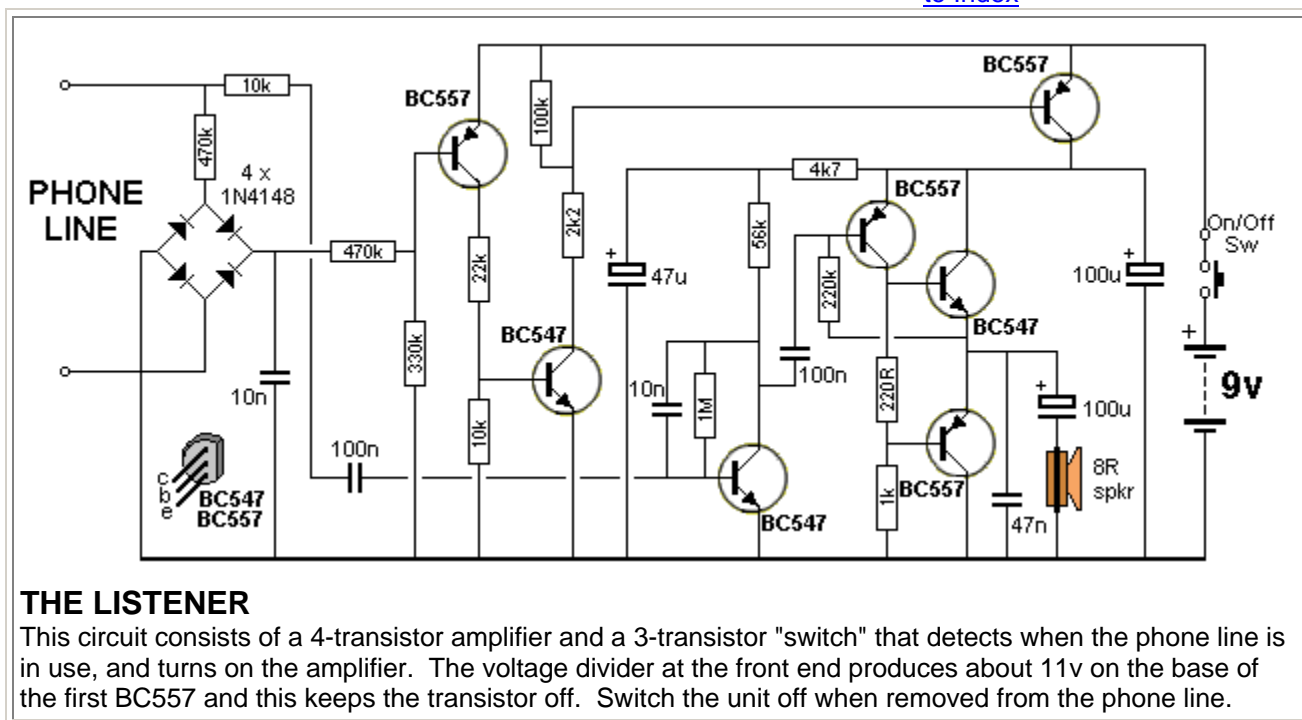 to Index
10k
470k
4 x
1N4148
PHONE
LINE
10n
c
b
e
BC547
BC557
470k
100n
330k
BC557
22k
10k
100k
2k2
BC547
+
47u
10n
1M
56k
BC547
4k7
100n
220k
BC557
220R
1k
BC557
BC547
BC557
+
100u
47n
8R
spkr
+
100u
On/Off
Sw
+
9v
THE LISTENER
This circuit consists of a 4-transistor amplifier and a 3-transistor "switch" that detects when the phone line is
in use, and turns on the amplifier. The voltage divider at the front end produces about 11v on the base of
the first BC557 and this keeps the transistor off. Switch the unit off when removed from the phone line.